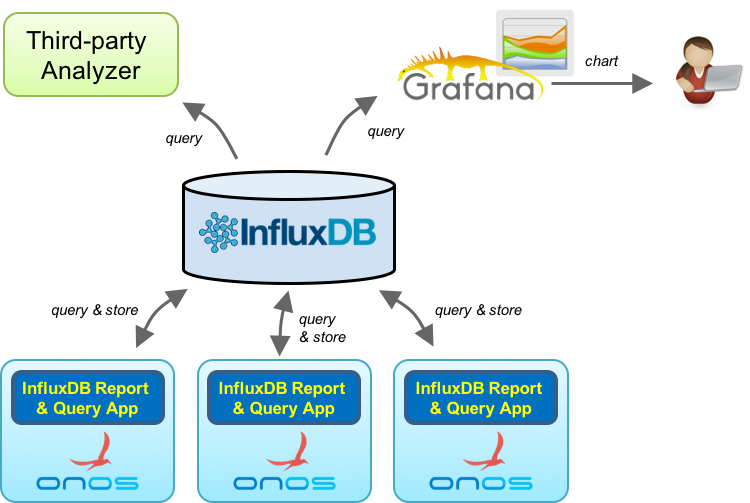 Third-party
Analyzer
Grafana
chart
query
query
InfluxDB
query & store
query
& store
query & store
InfluxDB Report
& Query App
onos
InfluxDB Report
& Query App
onos
InfluxDB Report
& Query App
onos